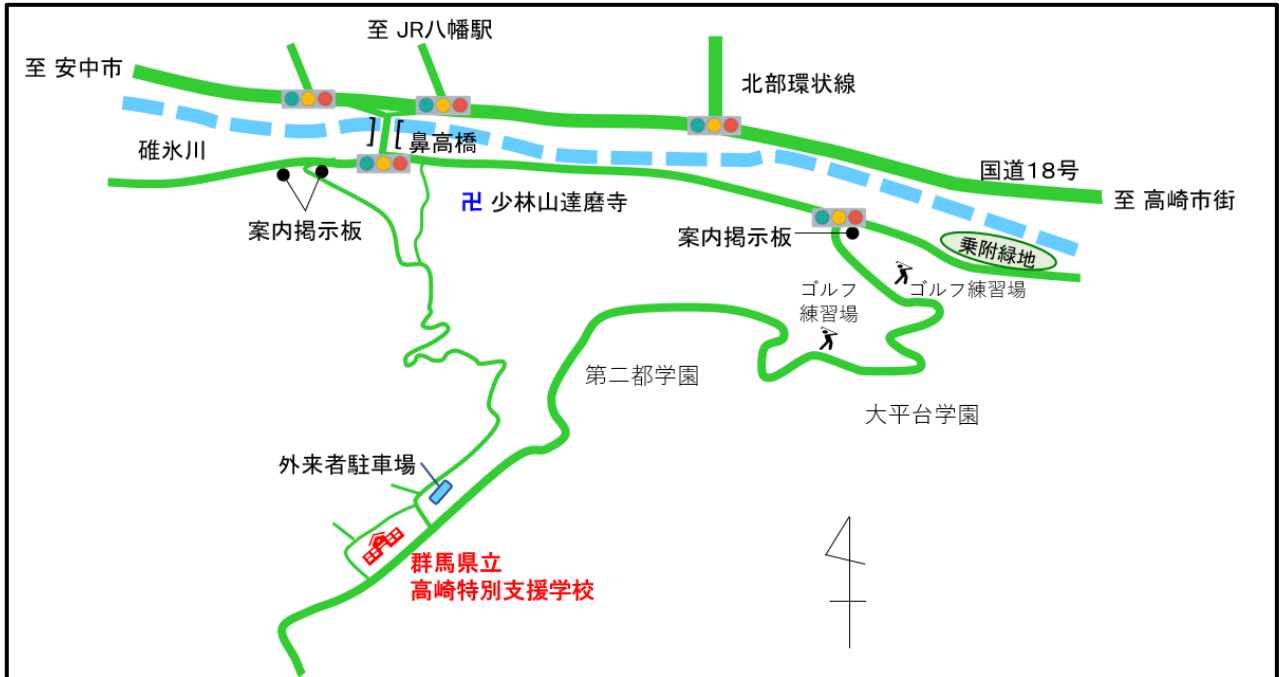 至 JR八幡駅
至 安中市
北部環状線
碓氷川
鼻高橋
国道18号
至 高崎市街
卍 少林山達磨寺
案内掲示板
案内掲示板
乗附緑地
ゴルフ
練習場
ゴルフ練習場
第二都学園
大平台学園
外来者駐車場
群馬県立
高崎特別支援学校